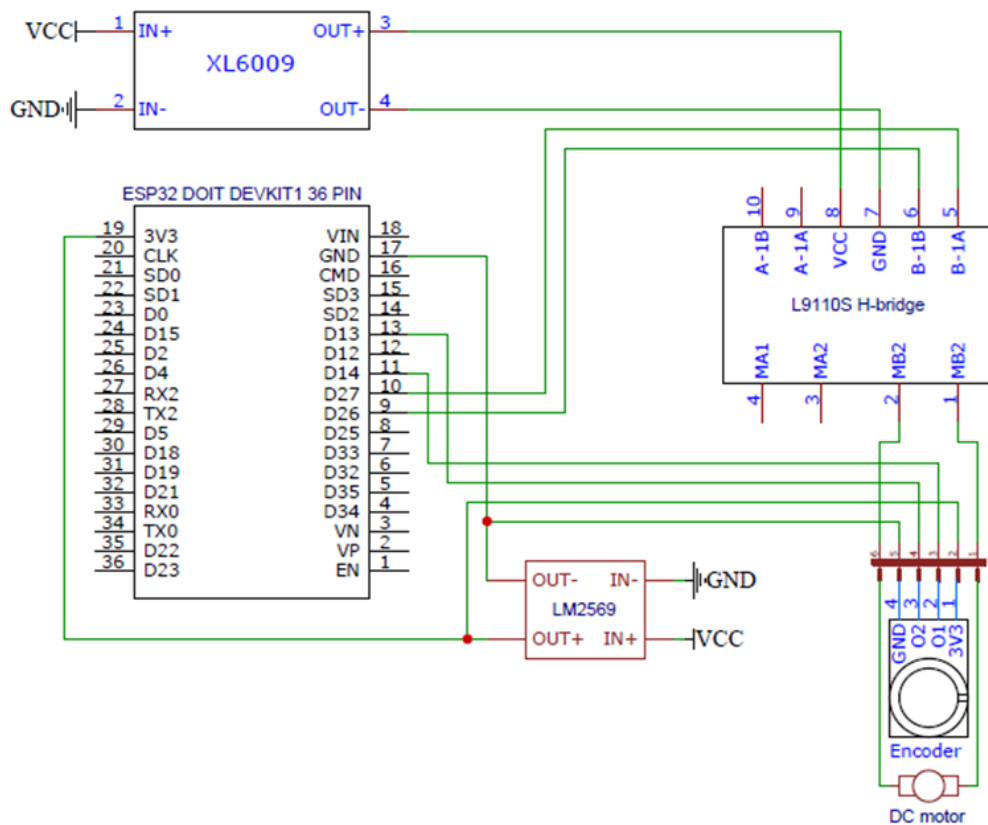 VCC 1 IN+ OUT+ 3
XL6009
GND 2 IN- OUT- 4
ESP32 DOIT DEVKIT1 36 PIN
19 3V3 VIN 18
20 CLK GND 17
21 SD0 CMD 16
22 SD1 SD3 15
23 D0 SD2 14
24 D15 D13 13
25 D2 D12 12
26 D4 D14 11
27 RX2 D27 10
28 TX2 D26 9
29 D5 D25 8
30 D18 D33 7
31 D19 D32 6
32 D21 D35 5
33 RX0 D34 4
34 TX0 VN 3
35 D22 VP 2
36 D23 EN 1
10 9 8 7 6 5
A-1B A-1A VCC GND B-1B B-1A
L9110S H-bridge
MA1 MA2 MB2 MB2
4 3 2 1
OUT- IN- GND
LM2569
OUT+ IN+ VCC
6 5 4 3 2 1
4 3 2 1
GND O2 O1 3V3
Encoder
DC motor